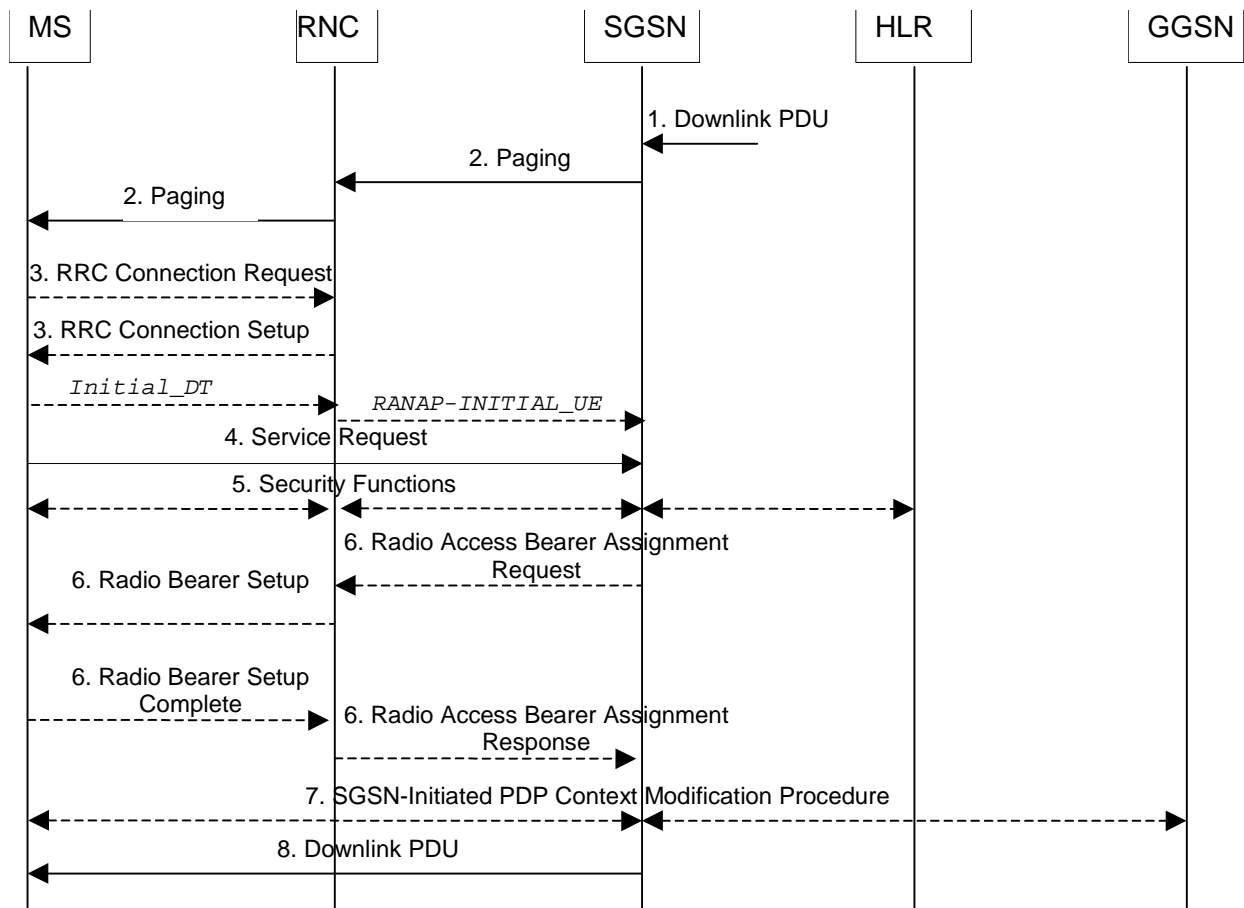 MS
RNC
SGSN
HLR
GGSN
1. Downlink PDU
2. Paging
2. Paging
3. RRC Connection Request
3. RRC Connection Setup
Initial_DT
RANAP-INITIAL_UE
4. Service Request
5. Security Functions
6. Radio Access Bearer Assignment
Request
6. Radio Bearer Setup
6. Radio Bearer Setup
Complete
6. Radio Access Bearer Assignment
Response
7. SGSN-Initiated PDP Context Modification Procedure
8. Downlink PDU